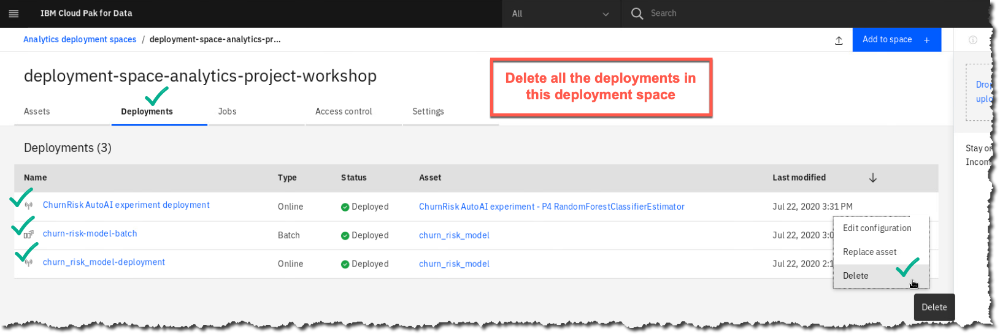 IBM Cloud Pak for Data
All
Search
Analytics deployment spaces / deployment-space-analytics-pr...
Add to space +
deployment-space-analytics-project-workshop
Delete all the deployments in
this deployment space
Assets Deployments Jobs Access control Settings
Deployments (3)
Name Type Status Asset Last modified
ChurnRisk AutoAI experiment deployment Online Deployed ChurnRisk AutoAI experiment - P4 RandomForestClassifierEstimator Jul 22, 2020 3:31 PM
churn-risk-model-batch Batch Deployed churn_risk_model Jul 22, 2020 3:0
churn_risk_model-deployment Online Deployed churn_risk_model Jul 22, 2020 2:1
Edit configuration
Replace asset
Delete
Delete
Drop
uplo
Stay on
Incom